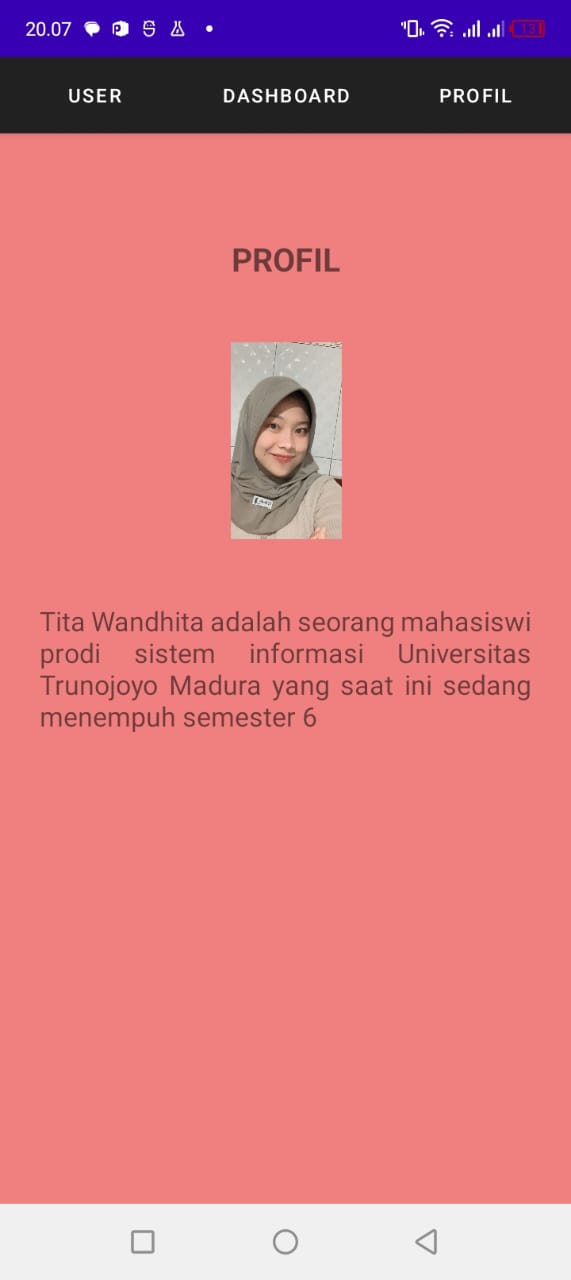 20.07
13
USER DASHBOARD PROFIL
PROFIL
Tita Wandhita adalah seorang mahasiswi
prodi sistem informasi Universitas
Trunojoyo Madura yang saat ini sedang
menempuh semester 6